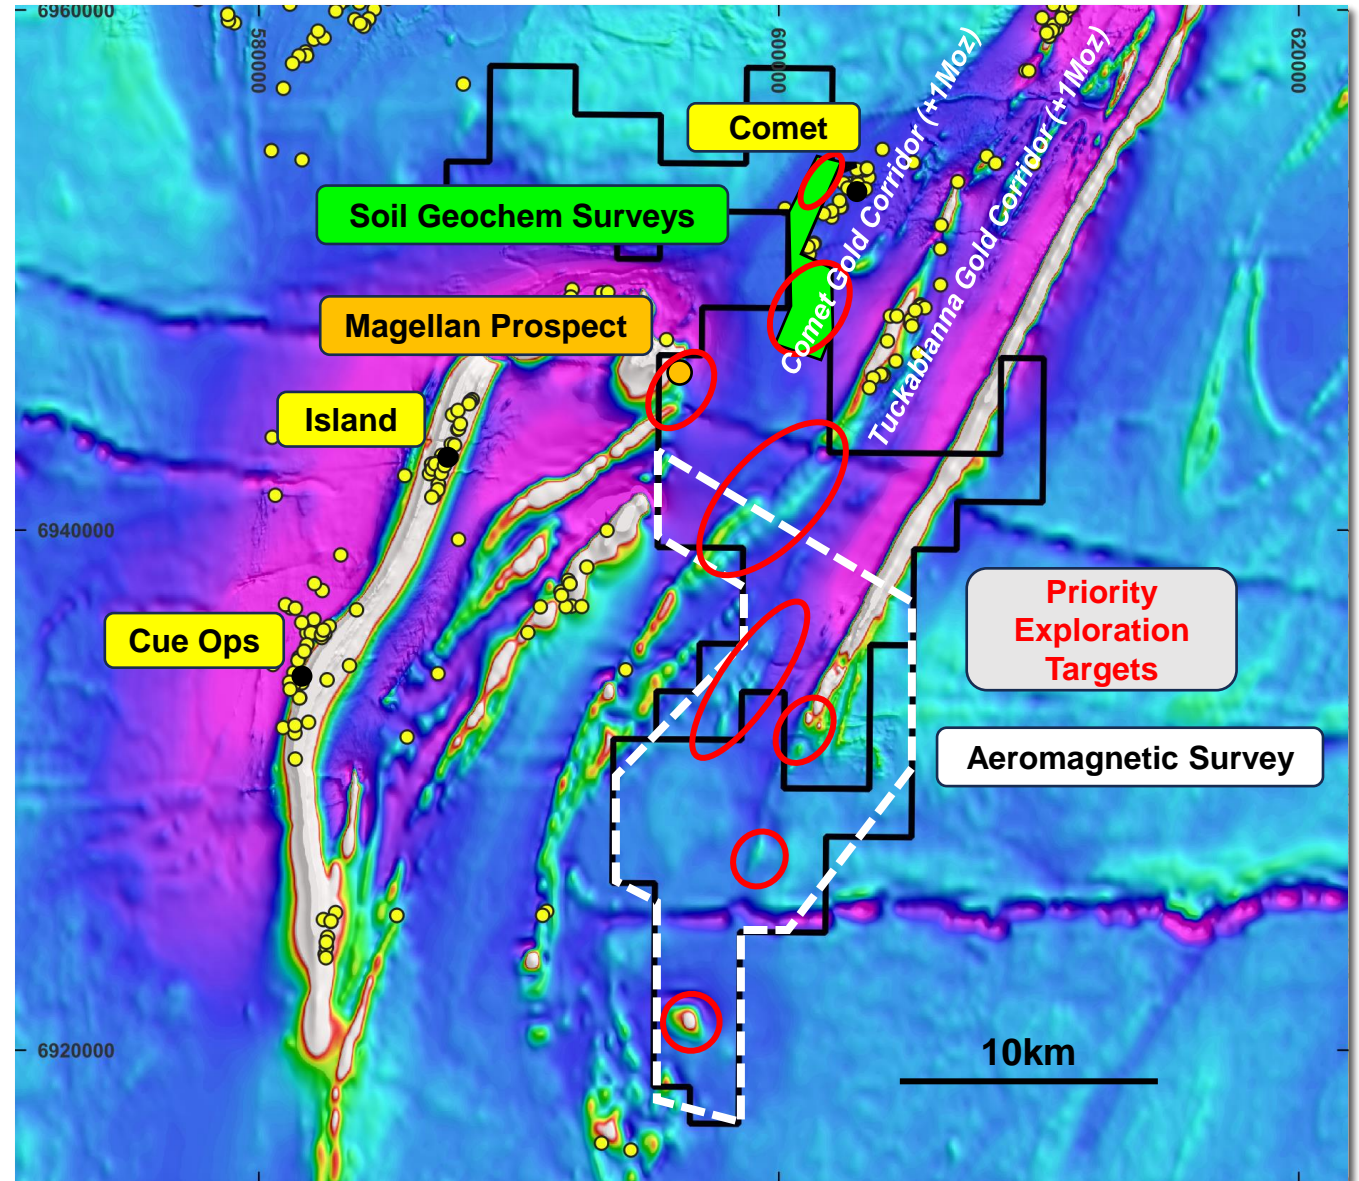 6960000
580000
600000
620000
Comet
Comet Gold Corridor (+1Moz)
Tuckabianna Gold Corridor (+1Moz)
Soil Geochem Surveys
Magellan Prospect
Island
6940000
Cue Ops
Priority
Exploration
Targets
Aeromagnetic Survey
6920000
10km